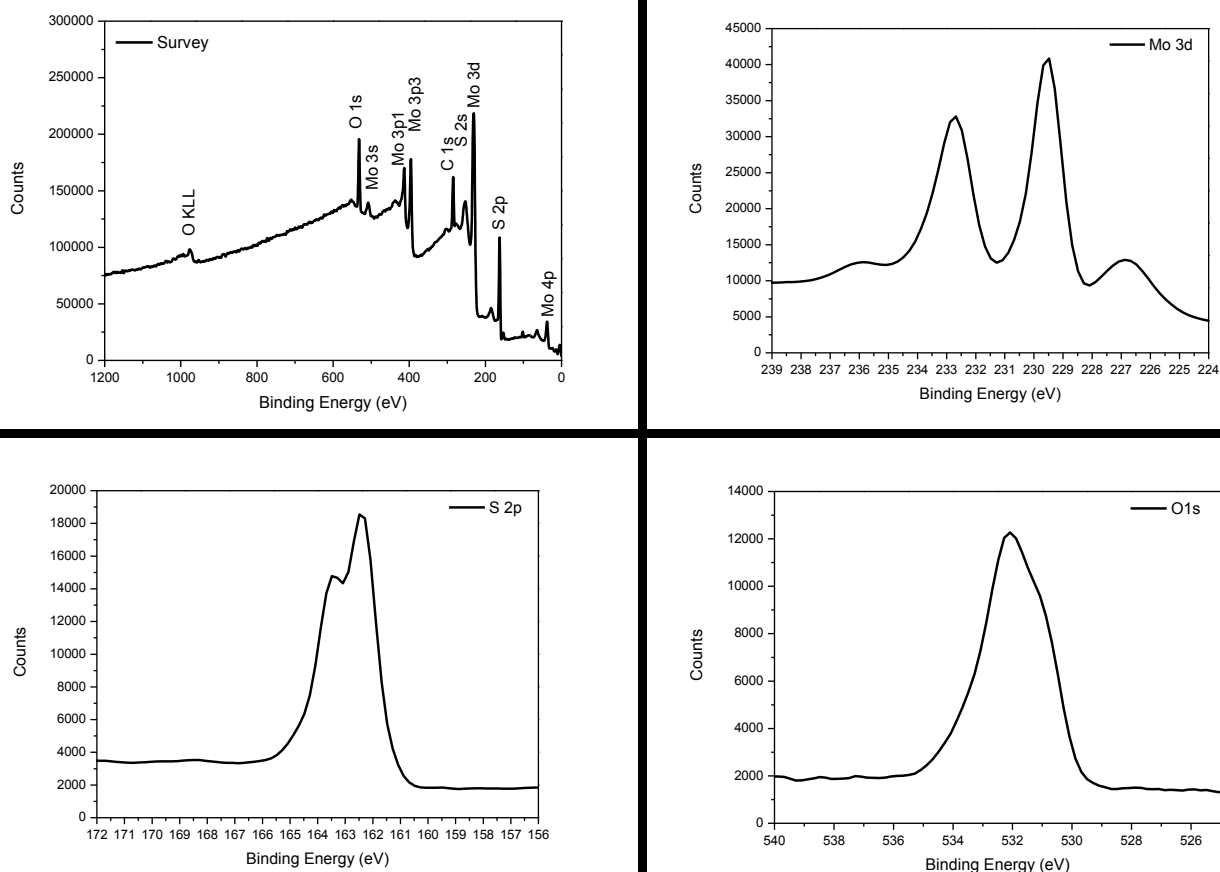 Survey
300000
250000
200000
150000
100000
50000
0
Counts
O KLL
O 1s
Mo 3s
Mo 3p1
Mo 3p3
C 1s
S 2s
Mo 3d
S 2p
Mo 4p
1200 1000 800 600 400 200 0
Binding Energy (eV)
Mo 3d
45000
40000
35000
30000
25000
20000
15000
10000
5000
0
Counts
239 238 237 236 235 234 233 232 231 230 229 228 227 226 225 224
Binding Energy (eV)
S 2p
20000
18000
16000
14000
12000
10000
8000
6000
4000
2000
0
Counts
172 171 170 169 168 167 166 165 164 163 162 161 160 159 158 157 156
Binding Energy (eV)
O1s
14000
12000
10000
8000
6000
4000
2000
0
Counts
540 538 536 534 532 530 528 526
Binding Energy (eV)